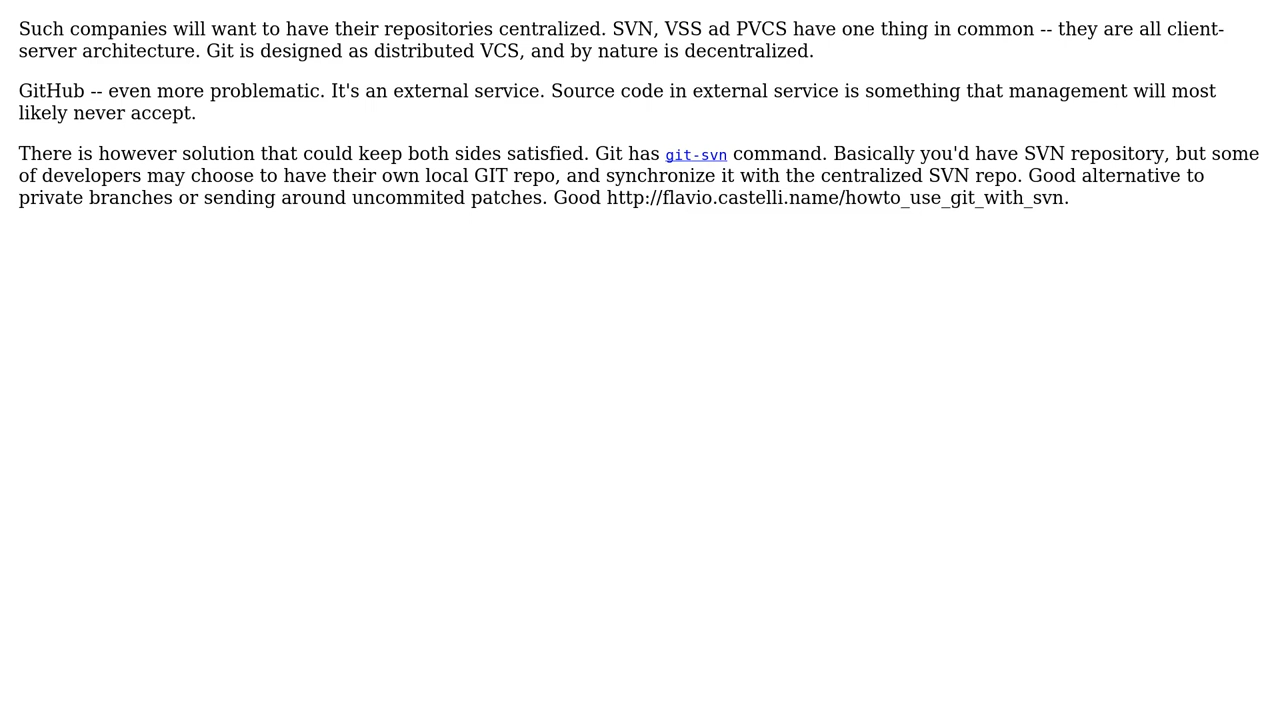 Such companies will want to have their repositories centralized. SVN, VSS ad PVCS have one thing in common -- they are all client-
server architecture. Git is designed as distributed VCS, and by nature is decentralized.
GitHub -- even more problematic. It's an external service. Source code in external service is something that management will most
likely never accept.
There is however solution that could keep both sides satisfied. Git has git-svn command. Basically you'd have SVN repository, but some
of developers may choose to have their own local GIT repo, and synchronize it with the centralized SVN repo. Good alternative to
private branches or sending around uncommited patches. Good http://flavio.castelli.name/howto_use_git_with_svn.